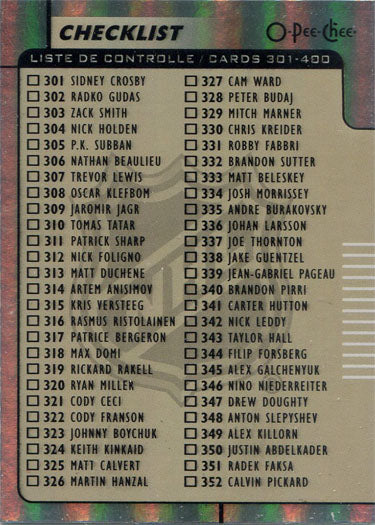 CHECKLIST
O-Pee-Chee
LISTE DE CONTROLLE / CARDS 301-400
301 SIDNEY CROSBY
302 RADKO GUDAS
303 ZACK SMITH
304 NICK HOLDEN
305 P.K. SUBBAN
306 NATHAN BEAULIEU
307 TREVOR LEWIS
308 OSCAR KLEFBOM
309 JAROMIR JAGR
310 TOMAS TATAR
311 PATRICK SHARP
312 NICK FOLIGNO
313 MATT DUCHENE
314 ARTEM ANISIMOV
315 KRIS VERSTEEG
316 RASMUS RISTOLAINEN
317 PATRICE BERGERON
318 MAX DOMI
319 RICKARD RAKELL
320 RYAN MILLER
321 CODY CECI
322 CODY FRANSON
323 JOHNNY BOYCHUK
324 KEITH KINKAID
325 MATT CALVERT
326 MARTIN HANZAL
327 CAM WARD
328 PETER BUDAJ
329 MITCH MARNER
330 CHRIS KREIDER
331 ROBBY FABBRI
332 BRANDON SUTTER
333 MATT BELESKEY
334 JOSH MORRISSEY
335 ANDRE BURAKOVSKY
336 JOHAN LARSSON
337 JOE THORNTON
338 JAKE GUENTZEL
339 JEAN-GABRIEL PAGEAU
340 BRANDON PIRRI
341 CARTER HUTTON
342 NICK LEDDY
343 TAYLOR HALL
344 FILIP FORSBERG
345 ALEX GALCHENYUK
346 NINO NIEDERREITER
347 DREW DOUGHTY
348 ANTON SLEPYSHEV
349 ALEX KILLORN
350 JUSTIN ABDELKADER
351 RADEK FAKSA
352 CALVIN PICKARD